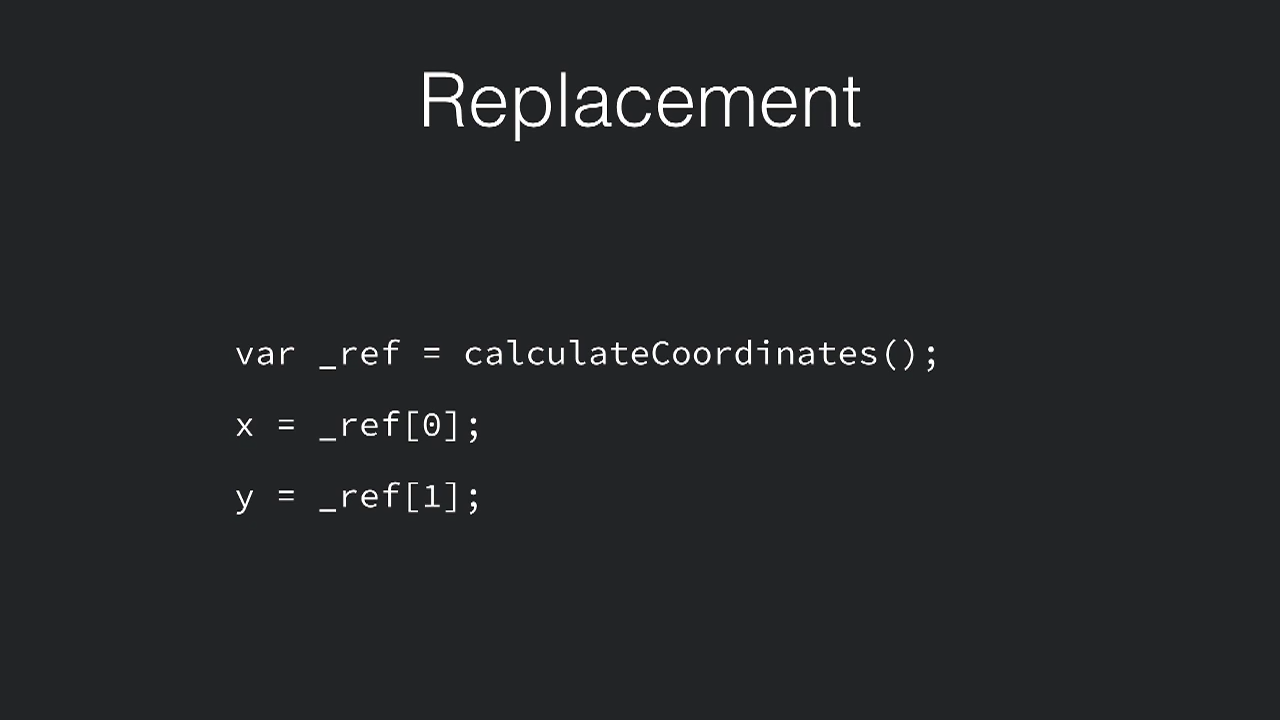 Replacement
var _ref = calculateCoordinates();
x = _ref[0];
y = _ref[1];